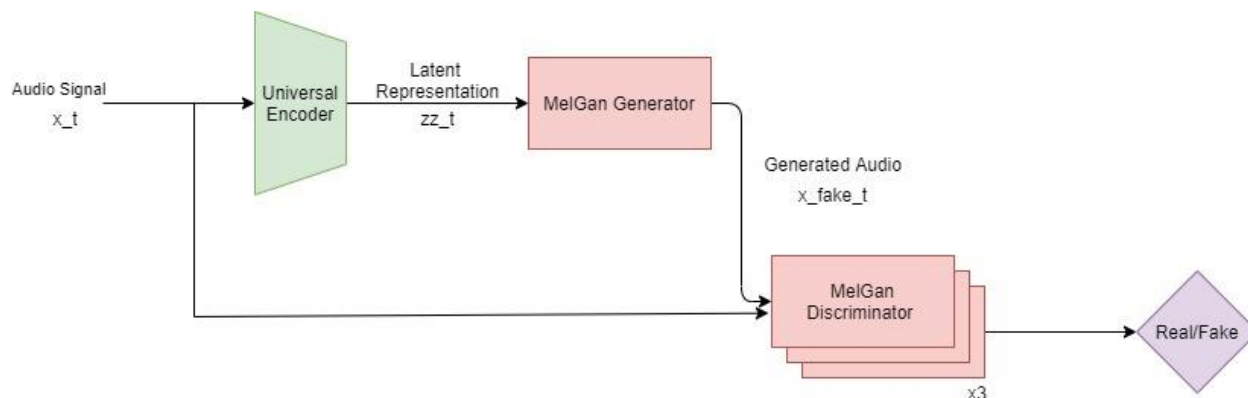 Audio Signal
x_t
Universal
Encoder
Latent
Representation
zz_t
MelGan Generator
Generated Audio
x_fake_t
MelGan
Discriminator
x3
Real/Fake